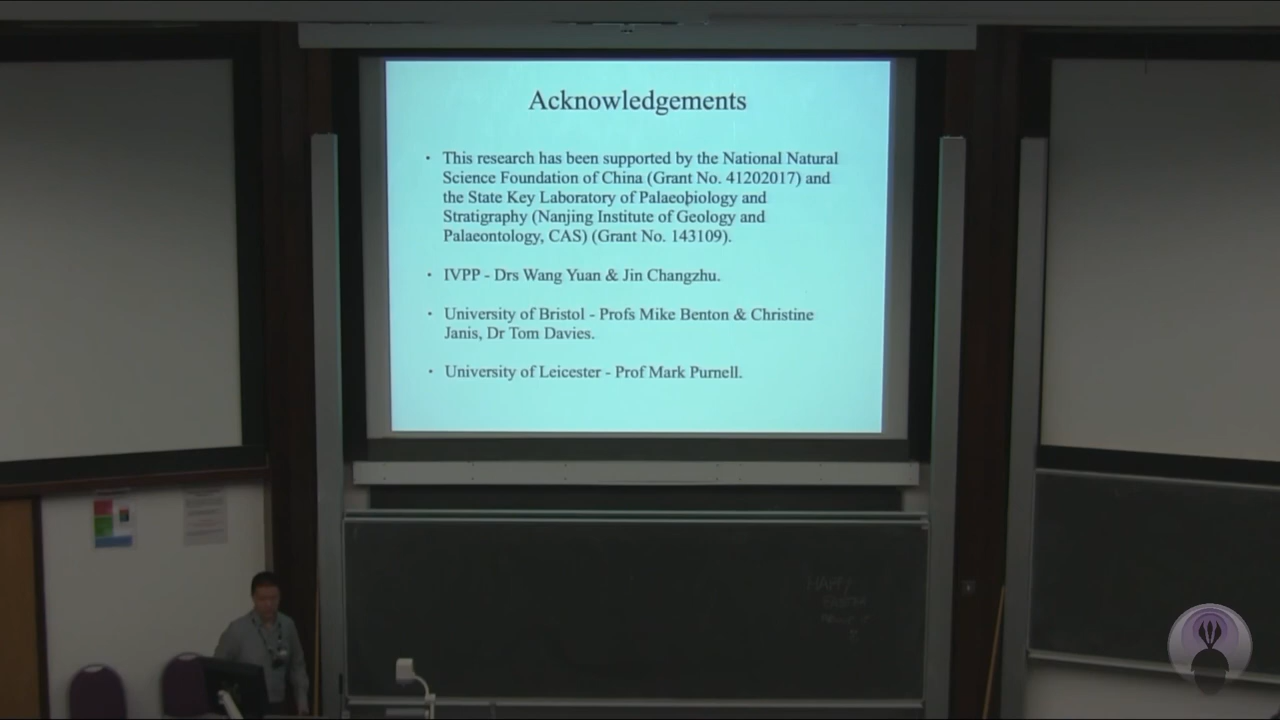 Acknowledgements
• This research has been supported by the National Natural
Science Foundation of China (Grant No. 41202017) and
the State Key Laboratory of Palaeobiology and
Stratigraphy (Nanjing Institute of Geology and
Palaeontology, CAS) (Grant No. 143109).
• IVPP - Drs Wang Yuan & Jin Changzhu.
• University of Bristol - Profs Mike Benton & Christine
Janis, Dr Tom Davies.
• University of Leicester - Prof Mark Purnell.